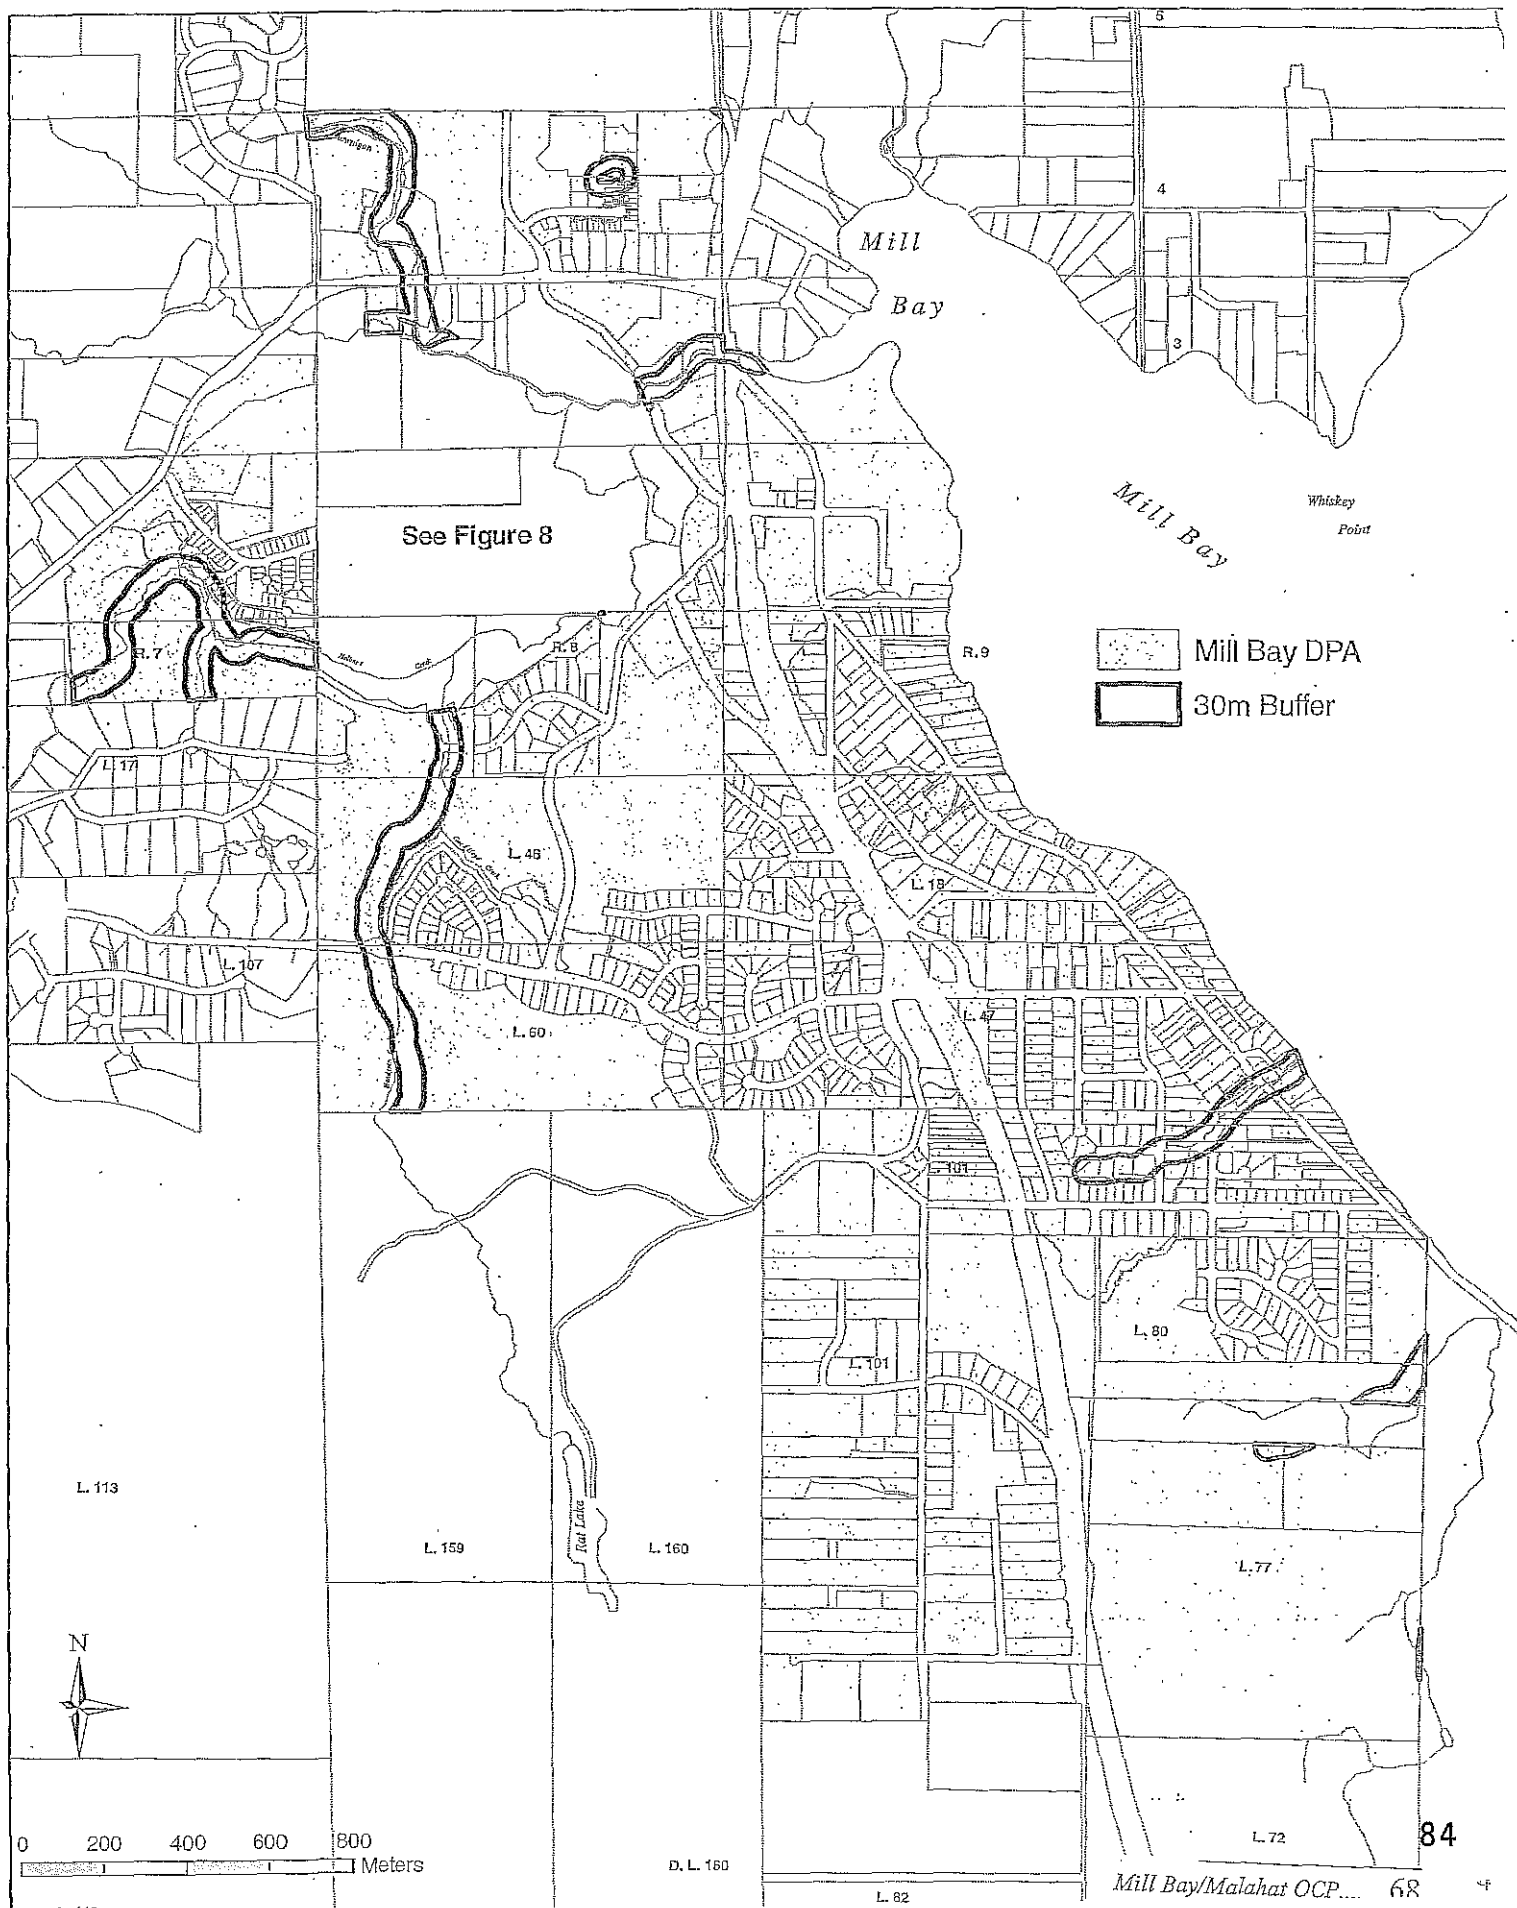 5
4
Mill
Bay
3
See Figure 8
Mill Bay
Whiskey
Point
R. 7
R. 8
R. 9
Mill Bay DPA
30m Buffer
L. 17
L. 46
L. 18
L. 107
L. 60
L. 47
L. 101
L. 80
L. 101
L. 113
L. 159
Rat Lake
L. 160
L. 77
N
0 200 400 600 800
Meters
D. L. 160
L. 72
84
L. 82
Mill Bay/Malahat OCP.... 68